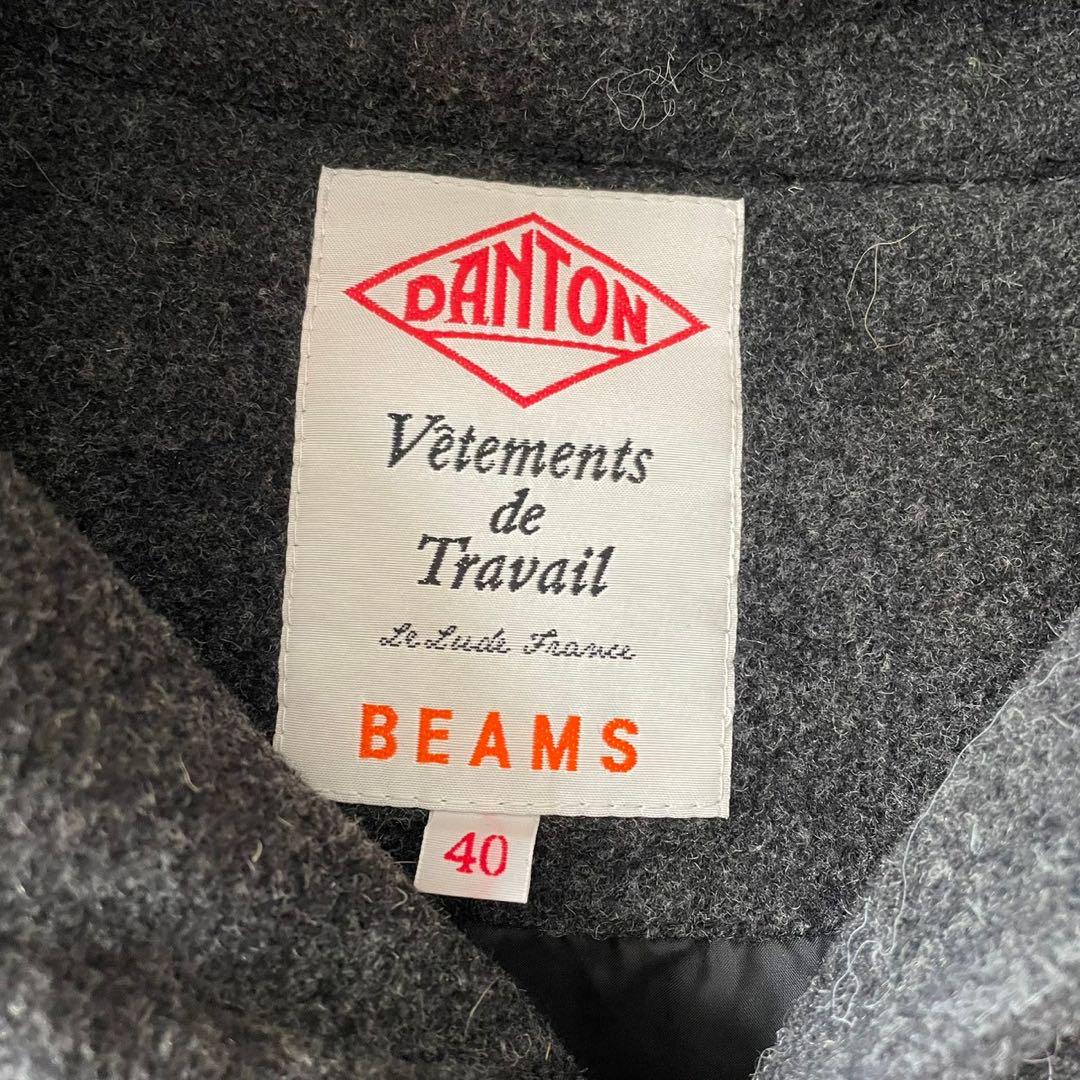 DANTON
Vêtements
de
Travail
Le Lude France
BEAMS
40